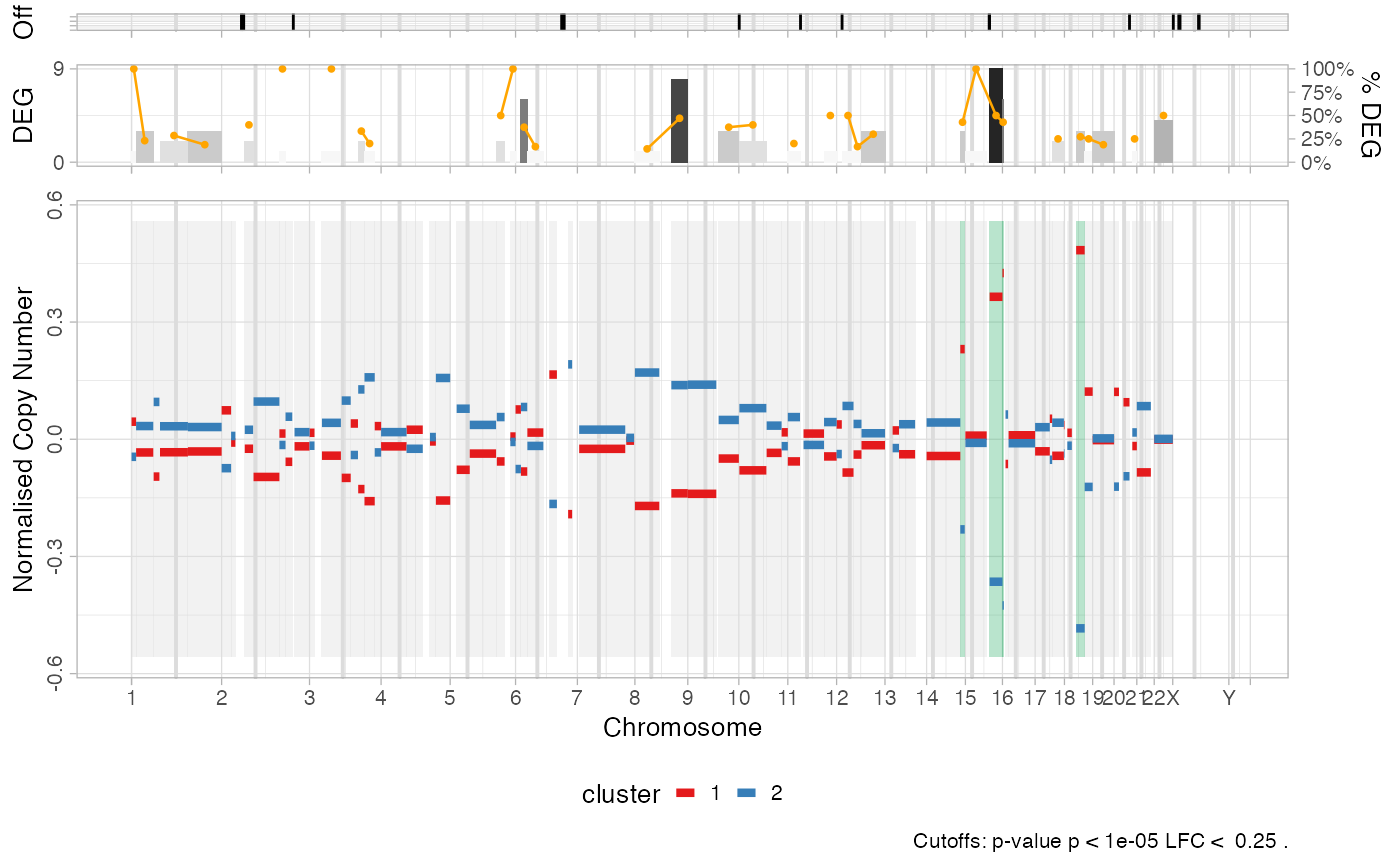 Off
DEG
9
0
100%
75%
50%
25%
0%
% DEG
Normalised Copy Number
0.6
0.3
0.0
-0.3
-0.6
1 2 3 4 5 6 7 8 9 10 11 12 13 14 15 16 17 18 19 20 21 22 X Y
Chromosome
cluster 1 2
Cutoffs: p-value p < 1e-05 LFC < 0.25 .